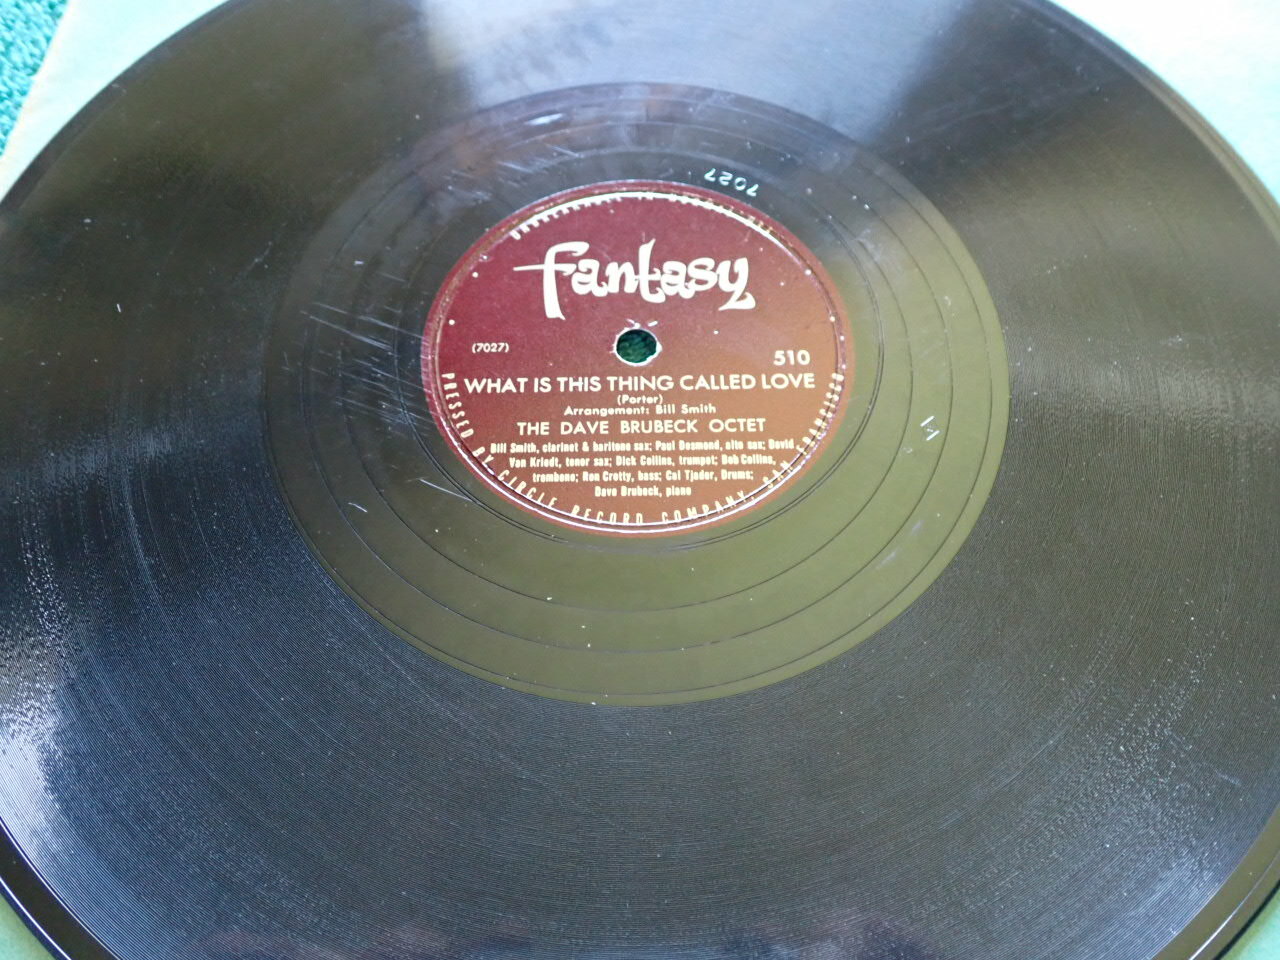 7027
fantasy
(7027)
510
WHAT IS THIS THING CALLED LOVE
(Porter)
Arrangement: Bill Smith
THE DAVE BRUBECK OCTET
Bill Smith, clarinet & baritone sax; Paul Desmond, alto sax; David
Van Kriedt, tenor sax; Dick Collins, trumpet; Bob Collins,
trombone; Ron Crotty, bass; Cal Tjader, Drums;
Dave Brubeck, piano
PRESSED BY CIRCLE RECORD COMPANY, SAN FRANCISCO